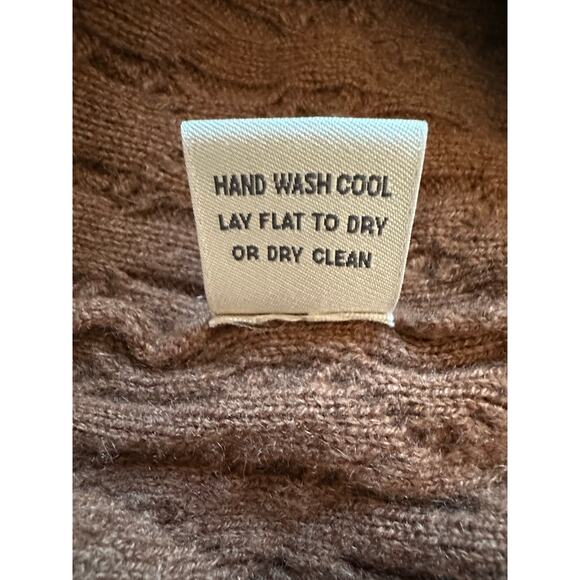 HAND WASH COOL
LAY FLAT TO DRY
OR DRY CLEAN